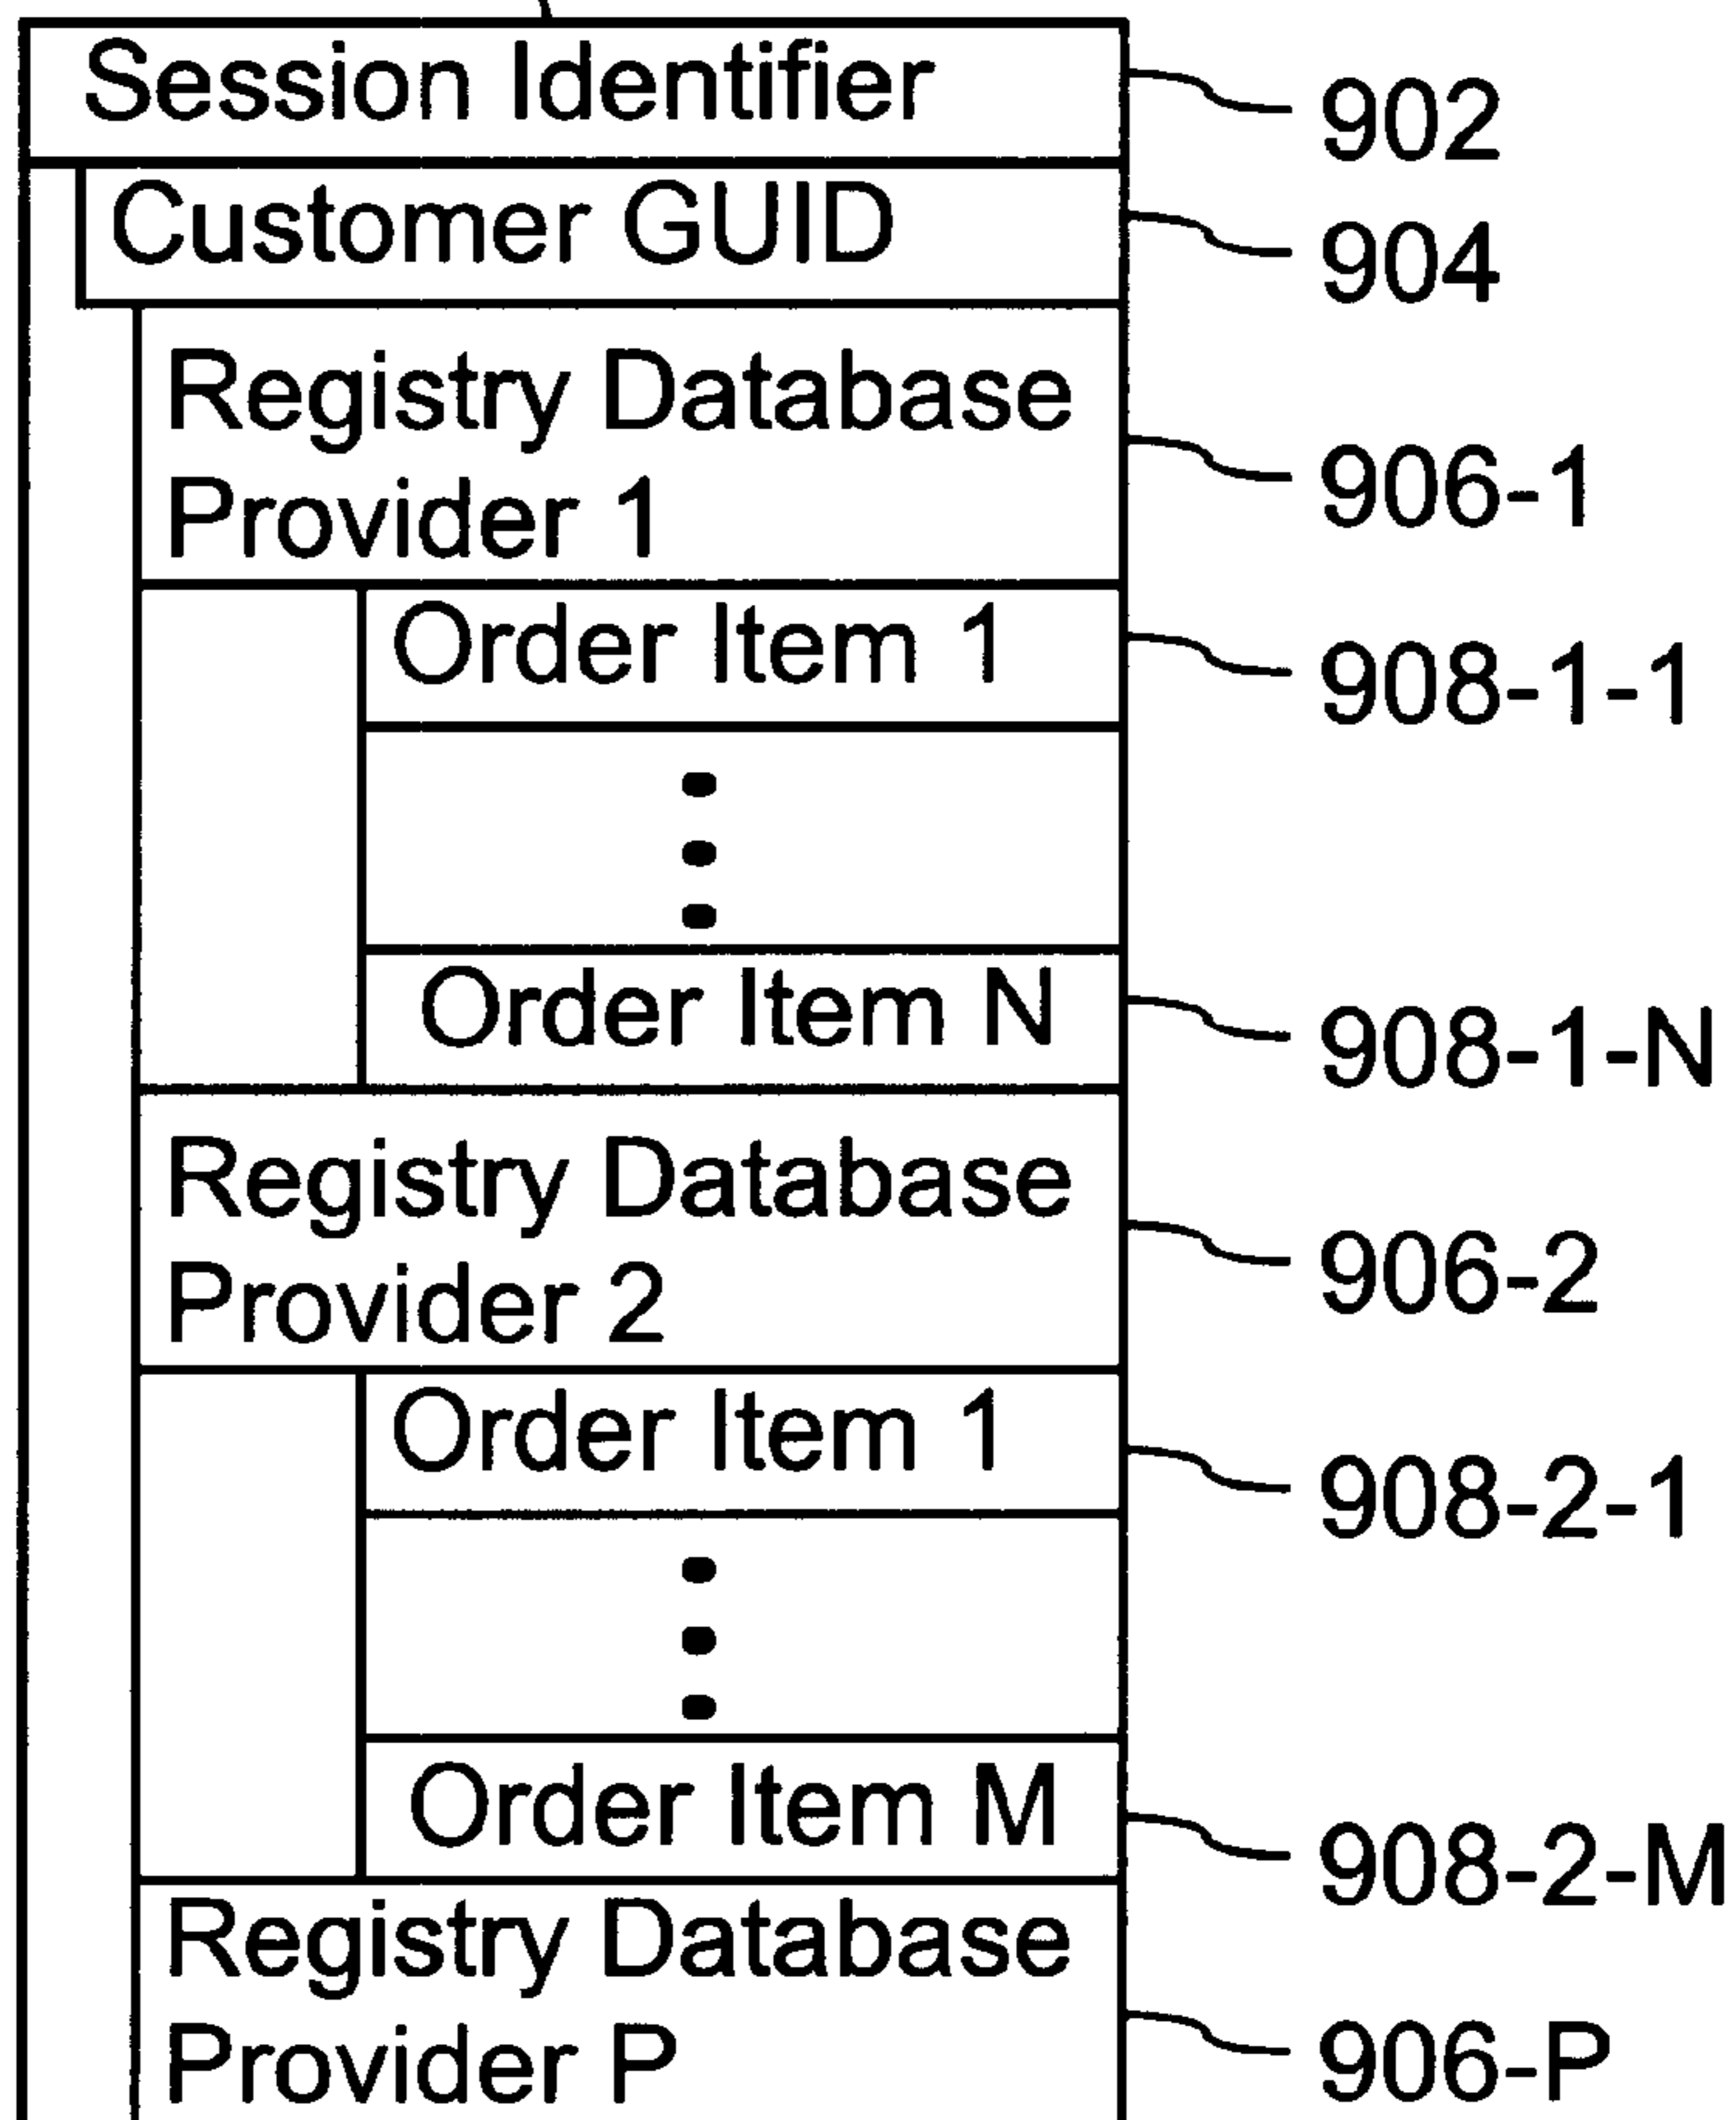 Session Identifier 902
Customer GUID 904
Registry Database
Provider 1 906-1
Order Item 1 908-1-1
Order Item N 908-1-N
Registry Database
Provider 2 906-2
Order Item 1 908-2-1
Order Item M 908-2-M
Registry Database
Provider P 906-P